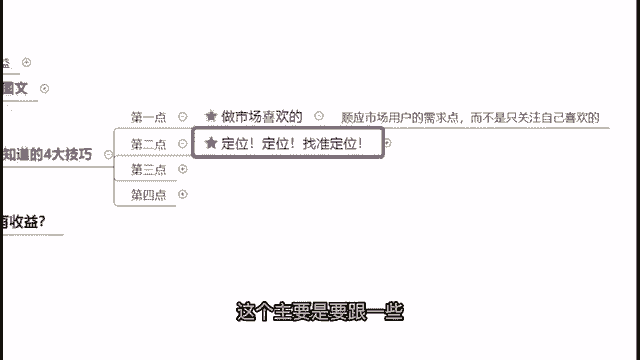 益
图文
第一点 ★ 做市场喜欢的 顺应市场用户的需求点，而不是只关注自己喜欢的
第二点 ★ 定位！定位！找准定位！
知道的4大技巧
第三点
第四点
收益？
这个主要是要跟一些